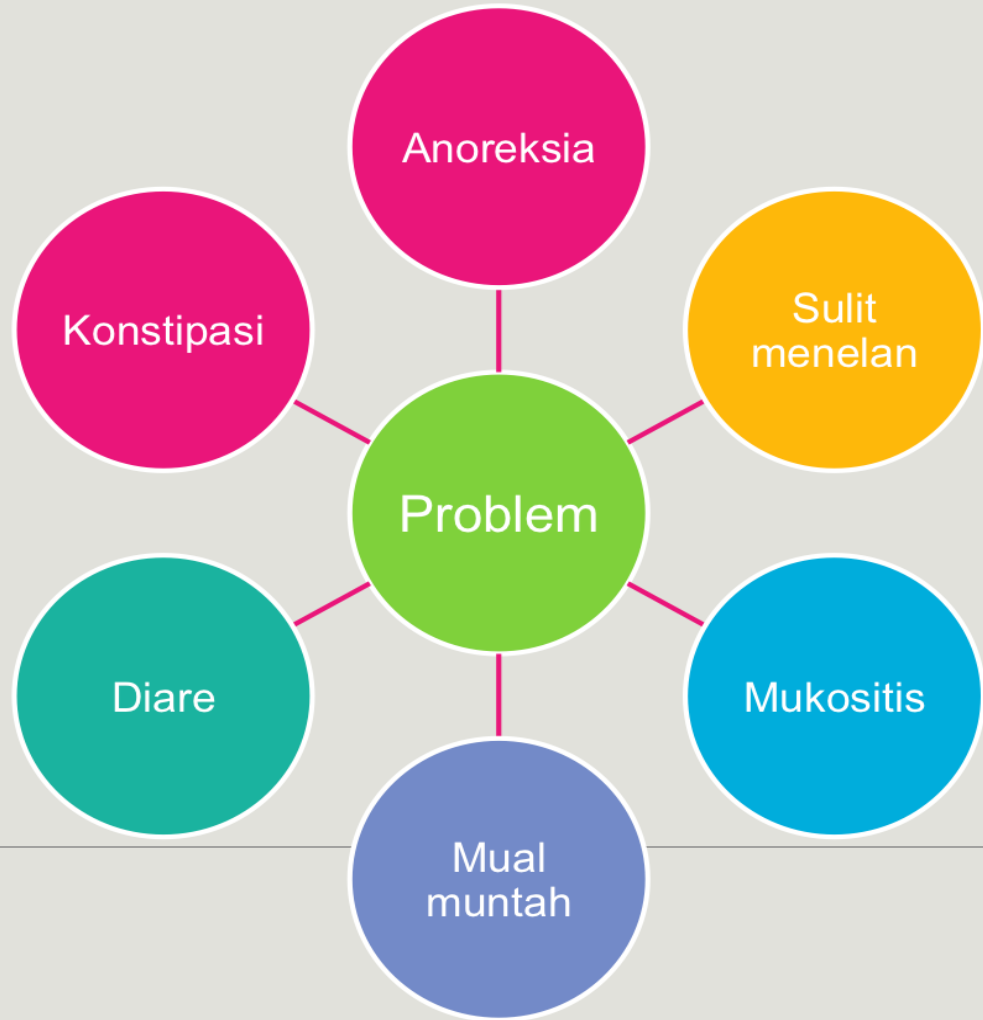 Anoreksia
Konstipasi
Sulit
menelan
Problem
Diare
Mukositis
Mual
muntah